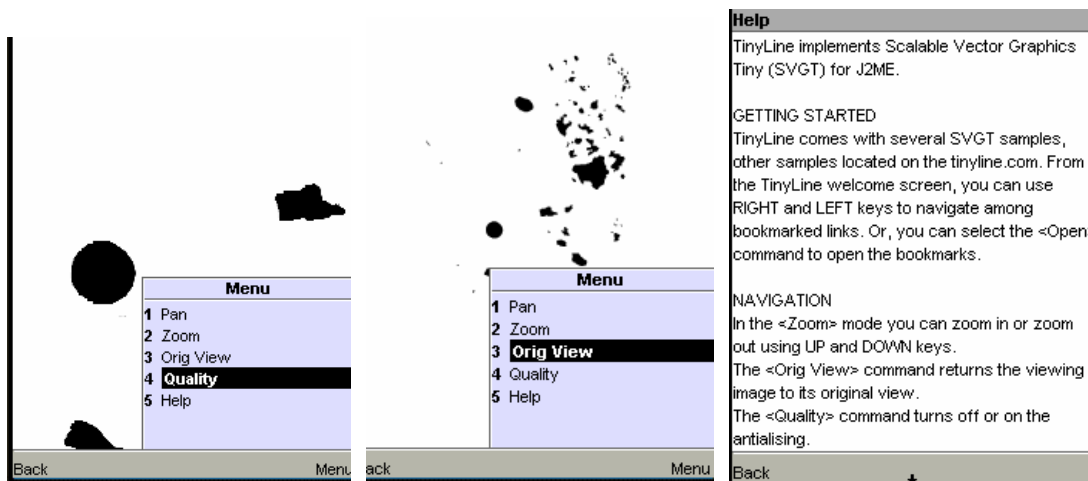 Menu
1 Pan
2 Zoom
3 Orig View
4 Quality
5 Help
Back Menu
Menu
1 Pan
2 Zoom
3 Orig View
4 Quality
5 Help
ack Menu
Help
TinyLine implements Scalable Vector Graphics
Tiny (SVGT) for J2ME.
GETTING STARTED
TinyLine comes with several SVGT samples,
other samples located on the tinyline.com. From
the TinyLine welcome screen, you can use
RIGHT and LEFT keys to navigate among
bookmarked links. Or, you can select the <Open
command to open the bookmarks.
NAVIGATION
In the <Zoom> mode you can zoom in or zoom
out using UP and DOWN keys.
The <Orig View> command returns the viewing
image to its original view.
The <Quality> command turns off or on the
antialising.
Back